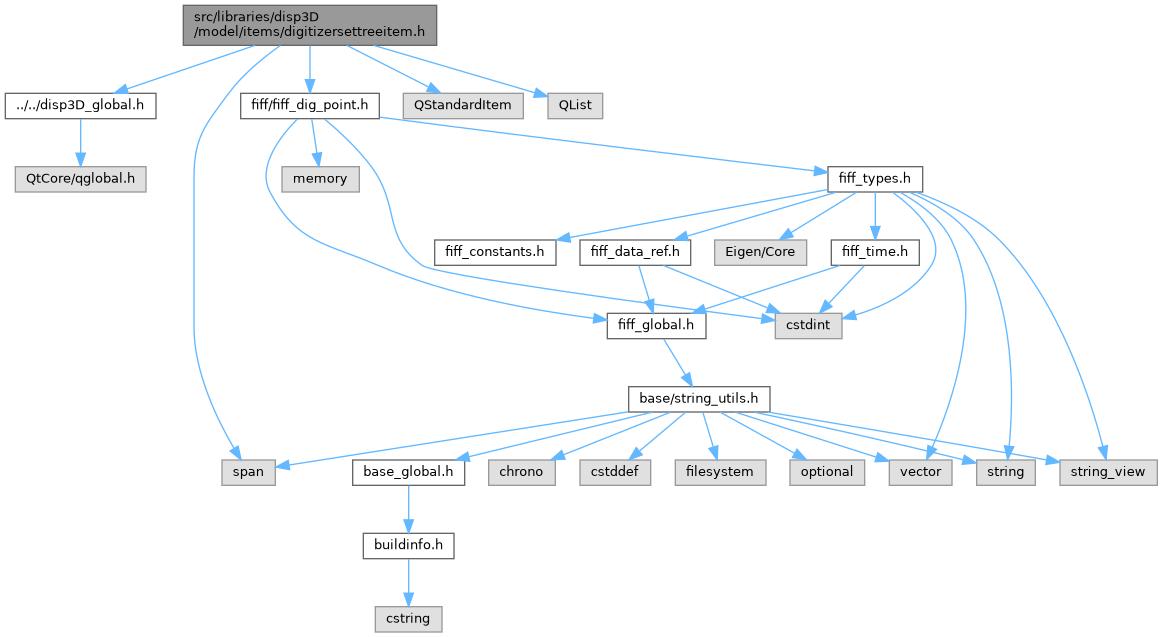 src/libraries/disp3D
/model/items/digitizersettreeitem.h
../../disp3D_global.h
fiff/fiff_dig_point.h
QStandardItem
QList
QtCore/qglobal.h
memory
fiff_types.h
fiff_constants.h
fiff_data_ref.h
Eigen/Core
fiff_time.h
fiff_global.h
cstdint
base/string_utils.h
span
base_global.h
chrono
cstddef
filesystem
optional
vector
string
string_view
buildinfo.h
cstring